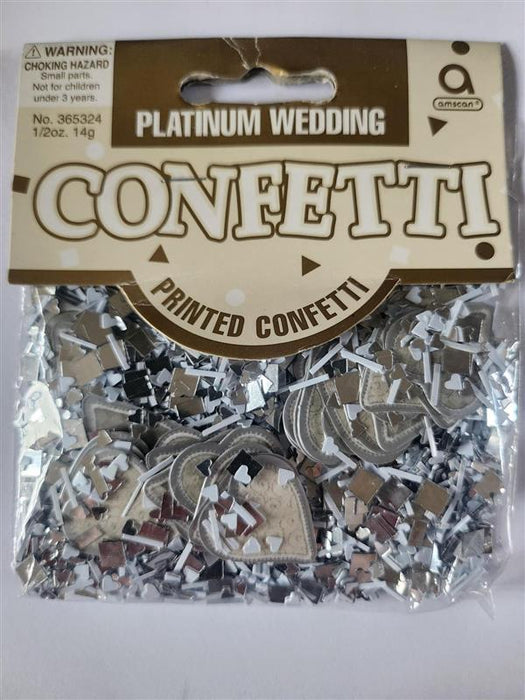 WARNING:
CHOKING HAZARD
Small parts.
Not for children
under 3 years.
No. 365324
1/2oz. 14g
a
amscan®
PLATINUM WEDDING
CONFETTI
PRINTED CONFETTI